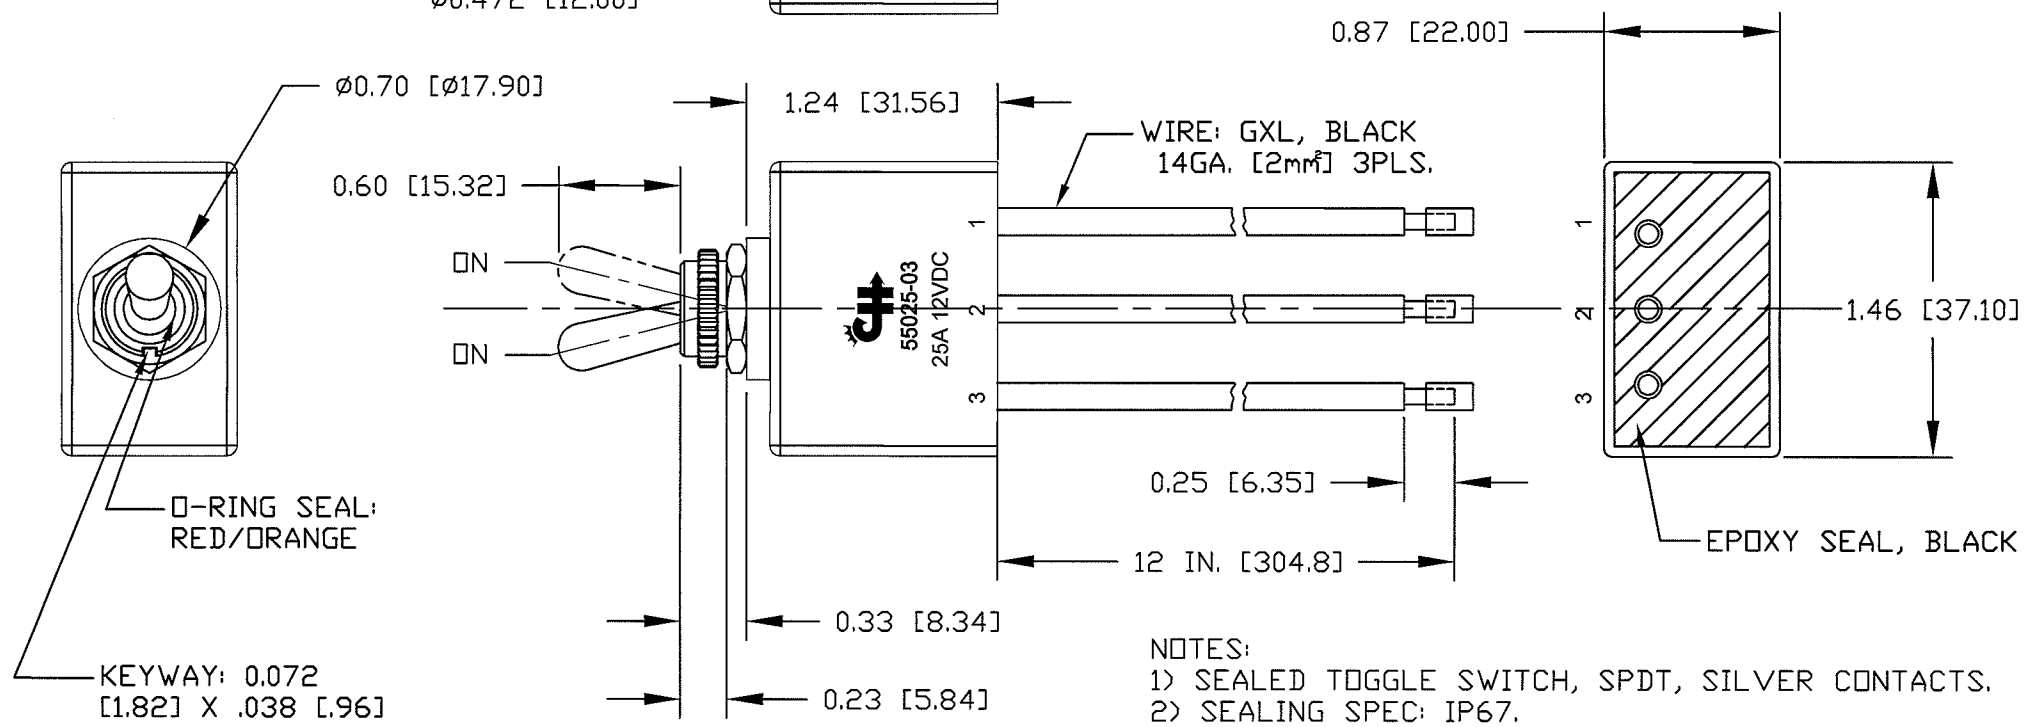 0.87 [22.00]
Ø0.70 [Ø17.90]
1.24 [31.56]
WIRE: GXL, BLACK
14GA. [2mm²] 3PLS.
0.60 [15.32]
ON
ON
1
2
3
550025-03
25A 12VDC
1
2
3
1.46 [37.10]
0.25 [6.35]
O-RING SEAL:
RED/ORANGE
EPOXY SEAL, BLACK
12 IN. [304.8]
0.33 [8.34]
KEYWAY: 0.072
[1.82] X .038 [.96]
0.23 [5.84]
NOTES:
1) SEALED TOGGLE SWITCH, SPDT, SILVER CONTACTS.
2) SEALING SPEC: IP67.